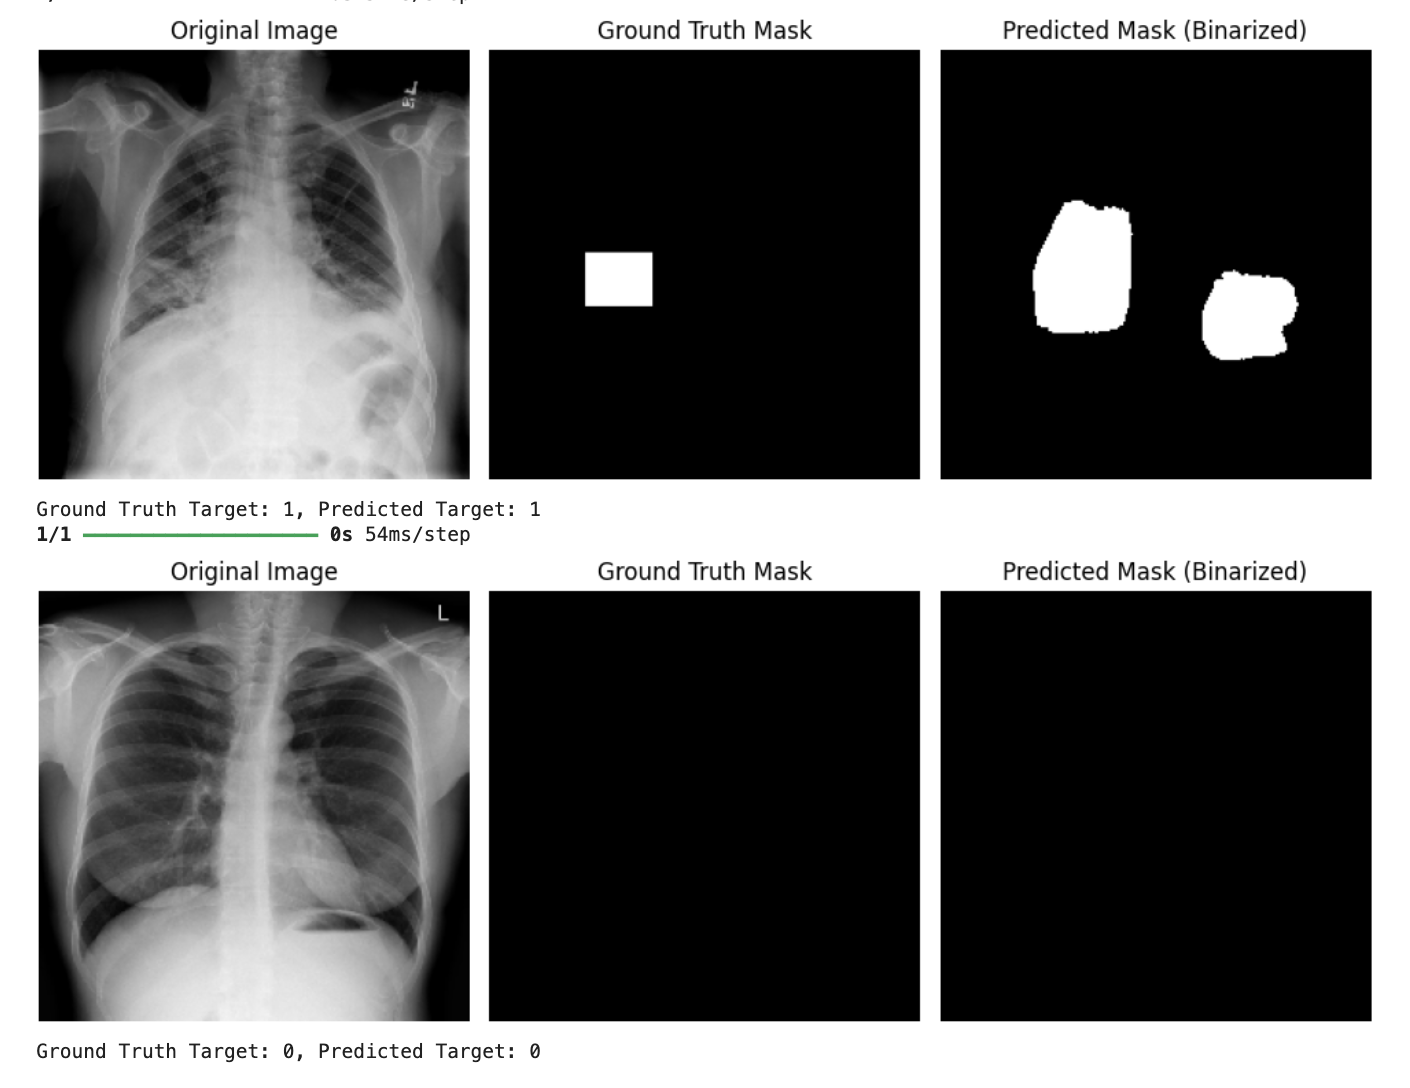 Original Image Ground Truth Mask Predicted Mask (Binarized)
Ground Truth Target: 1, Predicted Target: 1
1/1 0s 54ms/step
Original Image Ground Truth Mask Predicted Mask (Binarized)
L
Ground Truth Target: 0, Predicted Target: 0